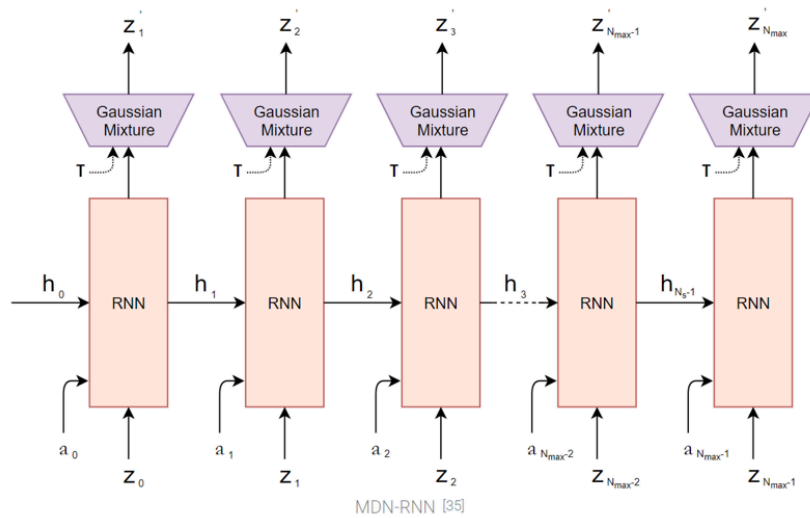 z'₁ z'₂ z'₃ z'Nmax-1 z'Nmax
Gaussian Mixture Gaussian Mixture Gaussian Mixture Gaussian Mixture Gaussian Mixture
τ τ τ τ τ
h₀ h₁ h₂ h₃ hNs-1
RNN RNN RNN RNN RNN
a₀ a₁ a₂ aNmax-2 aNmax-1
z₀ z₁ z₂ zNmax-2 zNmax-1
MDN-RNN [35]